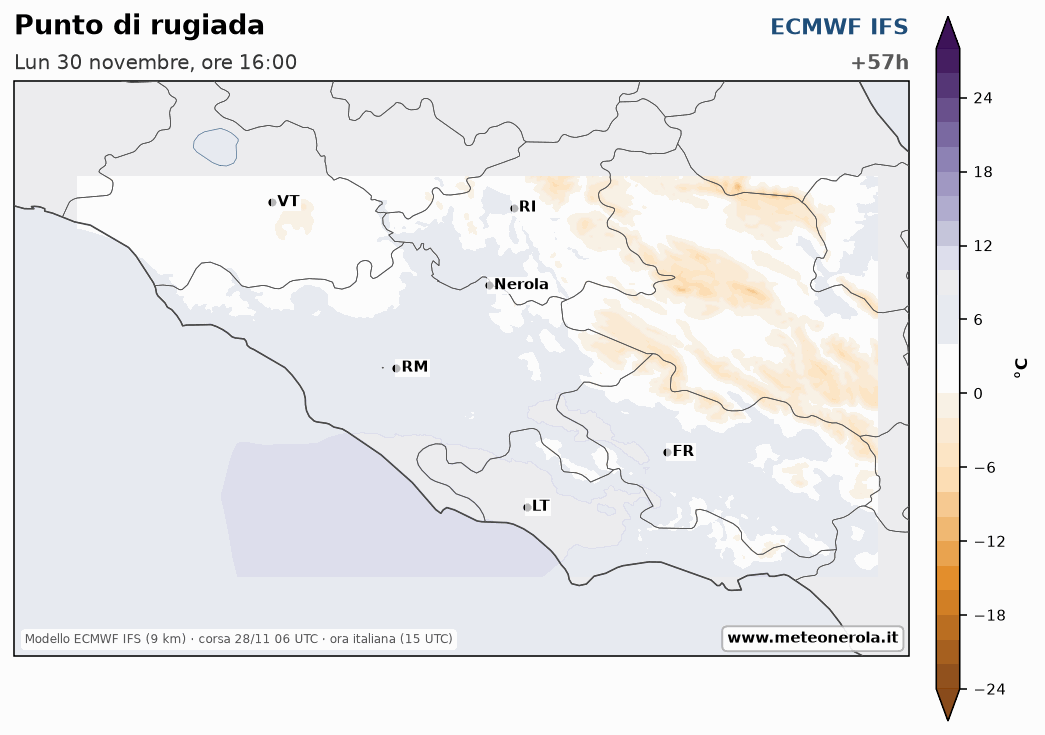 Punto di rugiada
ECMWF IFS
Lun 30 novembre, ore 16:00
+57h
VT
RI
Nerola
RM
FR
LT
24
18
12
6
0
−6
−12
−18
−24
°C
Modello ECMWF IFS (9 km) · corsa 28/11 06 UTC · ora italiana (15 UTC)
www.meteonerola.it